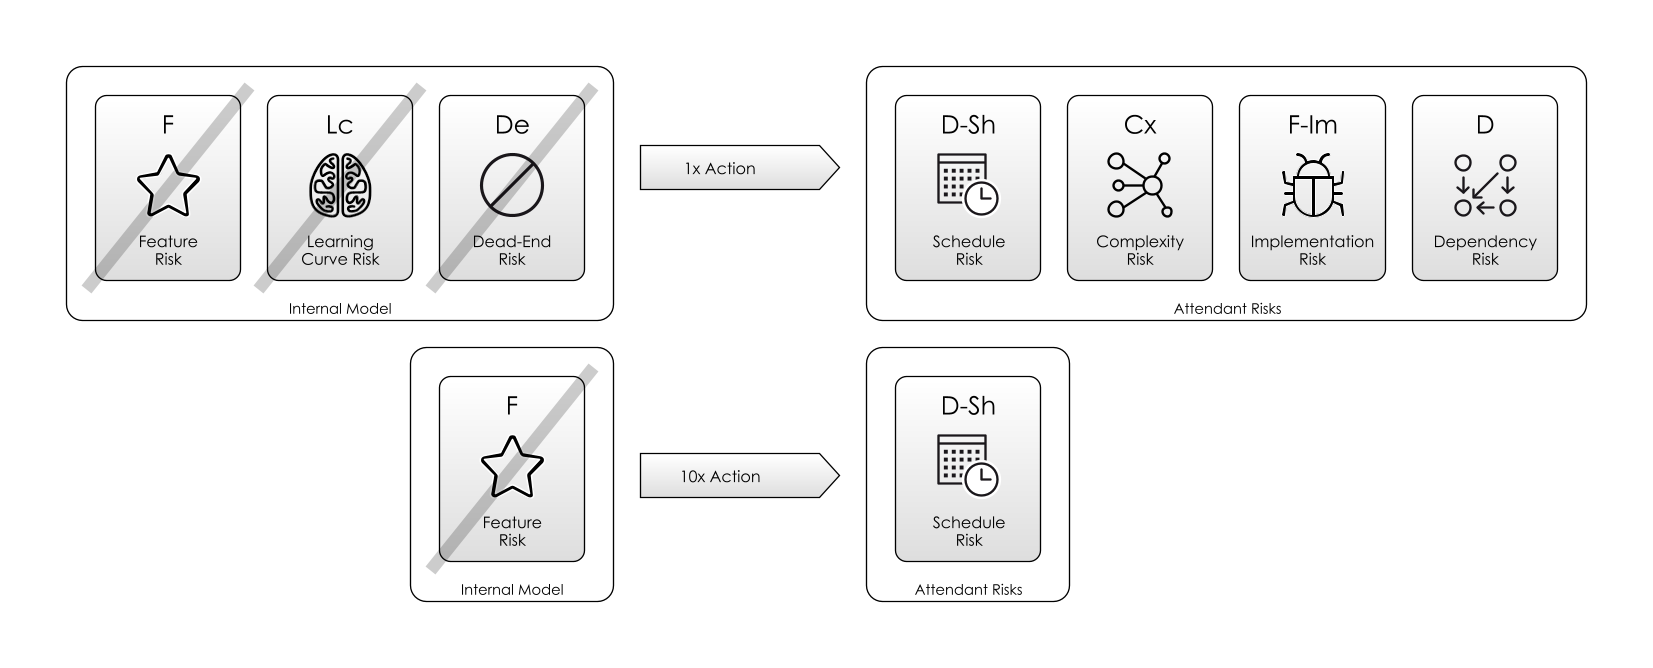 F
Feature
Risk
Lc
Learning
Curve Risk
De
Dead-End
Risk
Internal Model
1x Action
D-Sh
Schedule
Risk
Cx
Complexity
Risk
F-Im
Implementation
Risk
D
Dependency
Risk
Attendant Risks
F
Feature
Risk
Internal Model
10x Action
D-Sh
Schedule
Risk
Attendant Risks